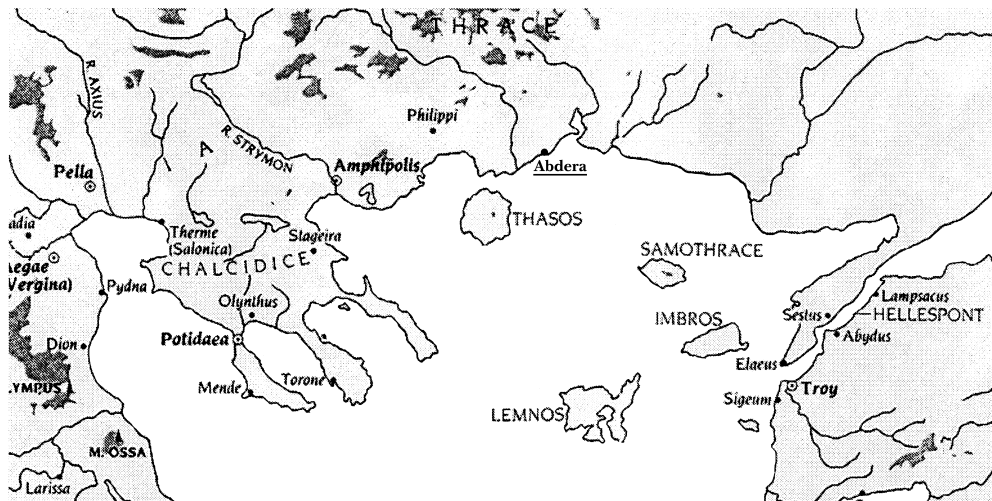 THRACE
R. AXIUS
Philippi
R. STRYMON
A
Amphipolis
Abdera
Pella
THASOS
adia
Therme
(Salonica)
Stageira
SAMOTHRACE
CHALCIDICE
Aegae
Vergina)
Pydna
Olynthus
Lampsacus
Sestus
HELLESPONT
IMBROS
Potidaea
Abydus
Dion
Elaeus
LYMPUS
Mende
Torone
Troy
Sigeum
LEMNOS
M. OSSA
Larissa